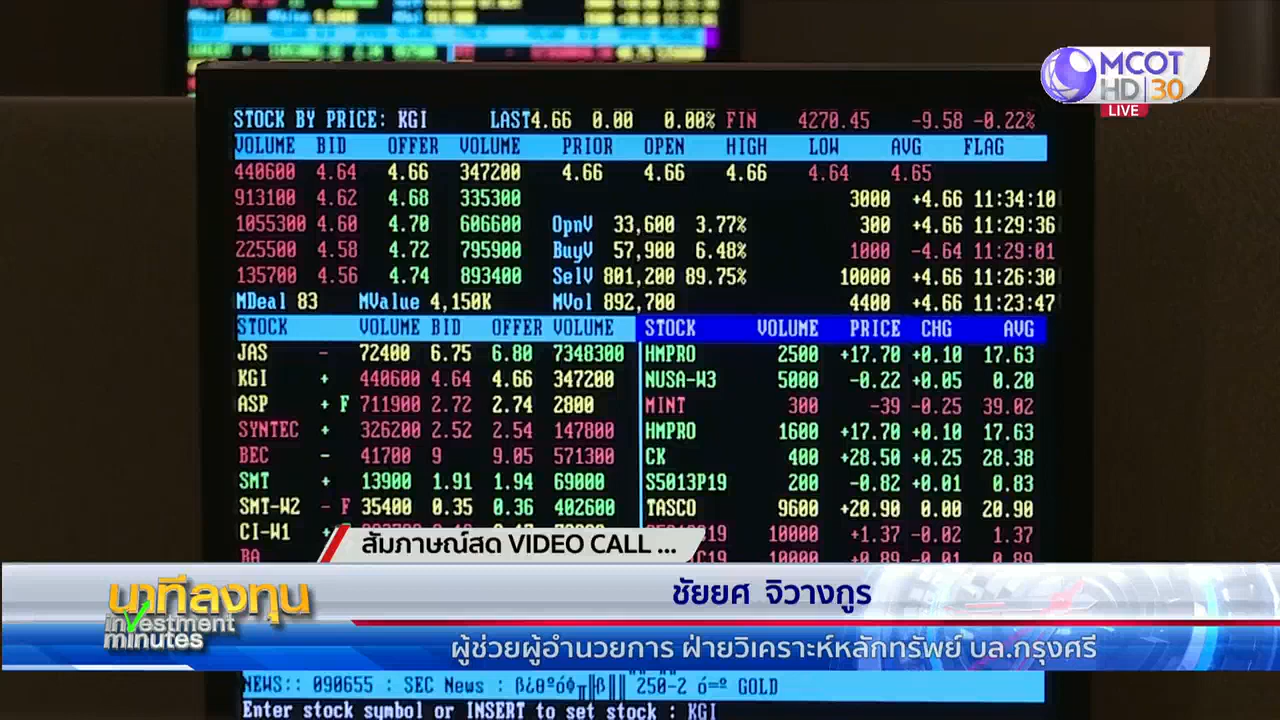 MCOT
HD 30
LIVE
STOCK BY PRICE: KGI LAST4.66 0.00 0.00% FIN 4270.45 -9.58 -0.22%
VOLUME BID OFFER VOLUME PRIOR OPEN HIGH LOW AVG FLAG
440600 4.64 4.66 347200 4.66 4.66 4.66 4.64 4.65
913100 4.62 4.68 335300 3000 +4.66 11:34:10
1055300 4.60 4.70 606600 OpnV 33,600 3.77% 300 +4.66 11:29:36
225500 4.58 4.72 795900 BuyV 57,900 6.48% 1000 -4.64 11:29:01
135700 4.56 4.74 893400 SelV 801,200 89.75% 10000 +4.66 11:26:30
MDeal 83 MValue 4,150K MVol 892,700 4400 +4.66 11:23:47
STOCK VOLUME BID OFFER VOLUME STOCK VOLUME PRICE CHG AVG
JAS - 72400 6.75 6.80 7348300 HMPRO 2500 +17.70 +0.10 17.63
KGI + 440600 4.64 4.66 347200 NUSA-W3 5000 -0.22 +0.05 0.20
ASP + F 711900 2.72 2.74 2800 MINT 300 -39 -0.25 39.02
SYNTEC + 326200 2.52 2.54 147800 HMPRO 1600 +17.70 +0.10 17.63
BEC - 41700 9 9.05 571300 CK 400 +28.50 +0.25 28.38
SMT + 13900 1.91 1.94 69000 S5013P19 200 -0.82 +0.01 0.83
SMT-W2 - F 35400 0.35 0.36 402600 TASCO 9600 +20.90 0.00 20.90
CI-W1 + 10000 +1.37 -0.02 1.37
BA 10000 +0.89 -0.01 0.89
สัมภาษณ์สด VIDEO CALL ...
นาทีลงทุน
investment
minutes
ชัยยศ จิวางกูร
ผู้ช่วยผู้อำนวยการ ฝ่ายวิเคราะห์หลักทรัพย์ บล.กรุงศรี
NEWS:: 090655 : SEC News : 250-2 GOLD
Enter stock symbol or INSERT to set stock : KGI